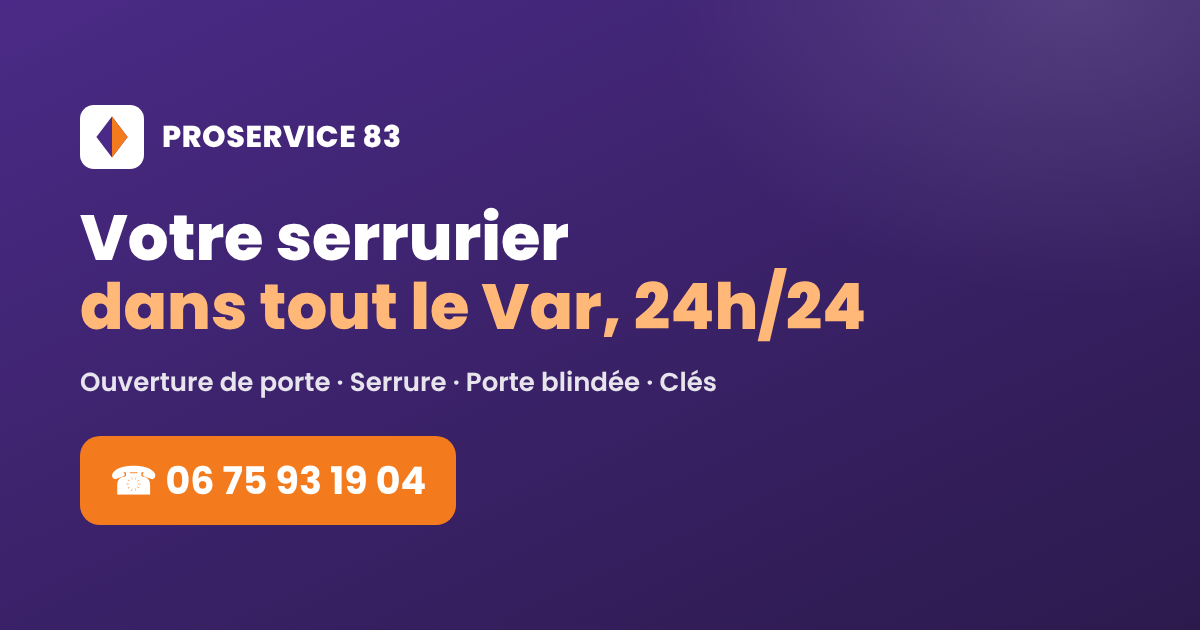 PROSERVICE 83
Votre serrurier
dans tout le Var, 24h/24
Ouverture de porte · Serrure · Porte blindée · Clés
☎ 06 75 93 19 04